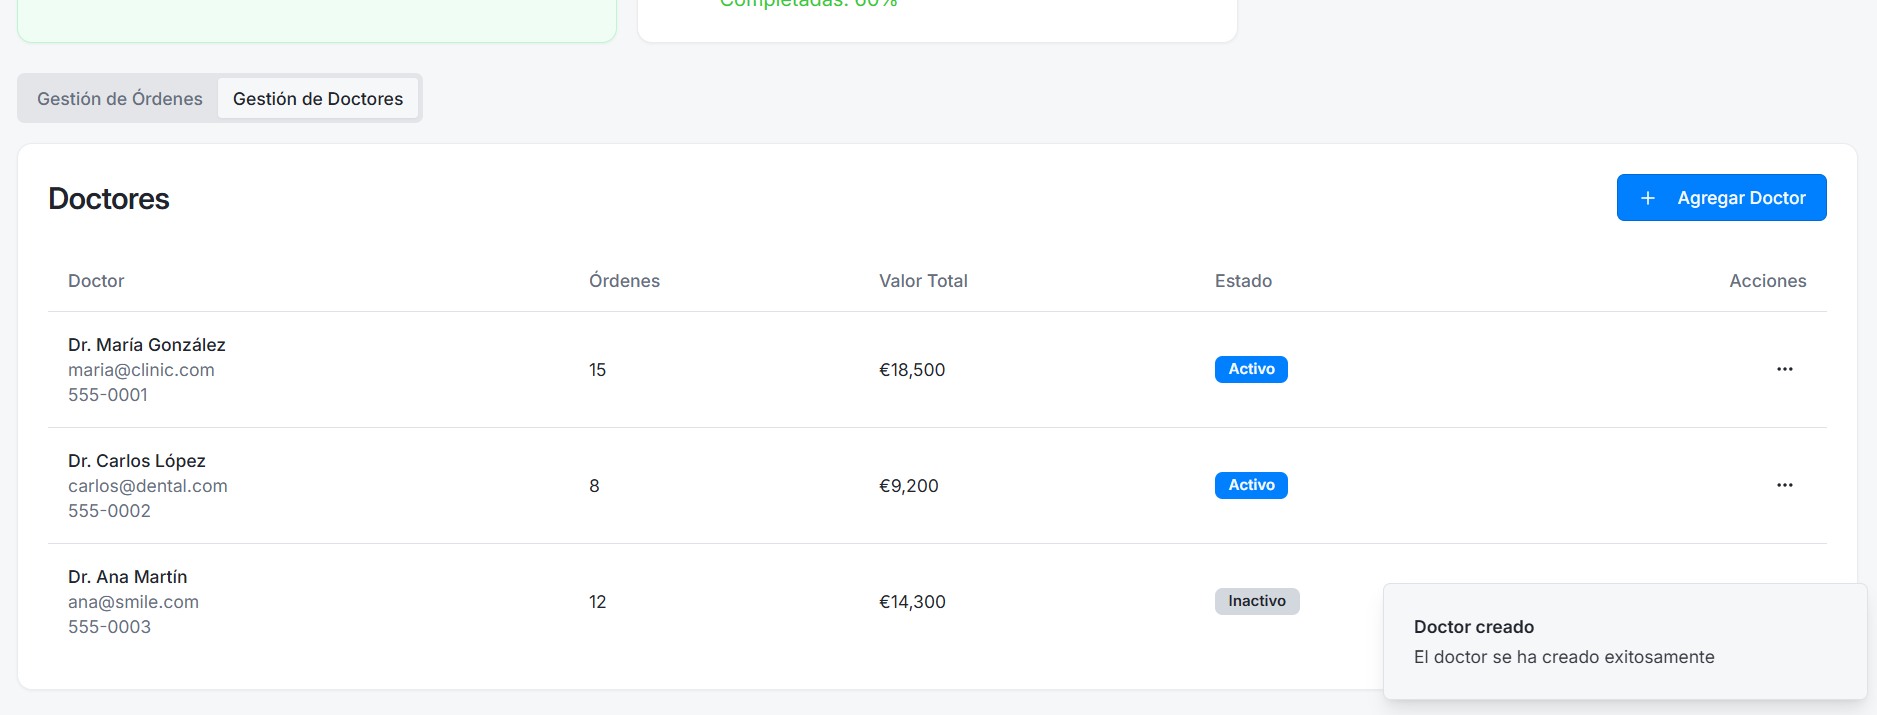 Completadas: 60%
Gestión de Órdenes Gestión de Doctores
Doctores
+ Agregar Doctor
Doctor Órdenes Valor Total Estado Acciones
Dr. María González
maria@clinic.com
555-0001
15 €18,500 Activo ...
Dr. Carlos López
carlos@dental.com
555-0002
8 €9,200 Activo ...
Dr. Ana Martín
ana@smile.com
555-0003
12 €14,300 Inactivo
Doctor creado
El doctor se ha creado exitosamente